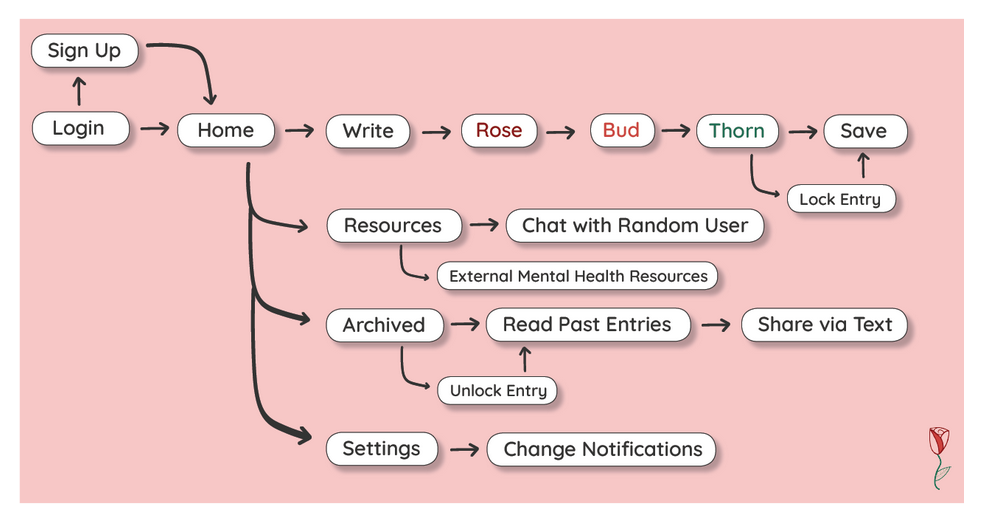 Sign Up
Login
Home
Write
Rose
Bud
Thorn
Save
Lock Entry
Resources
Chat with Random User
External Mental Health Resources
Archived
Read Past Entries
Share via Text
Unlock Entry
Settings
Change Notifications